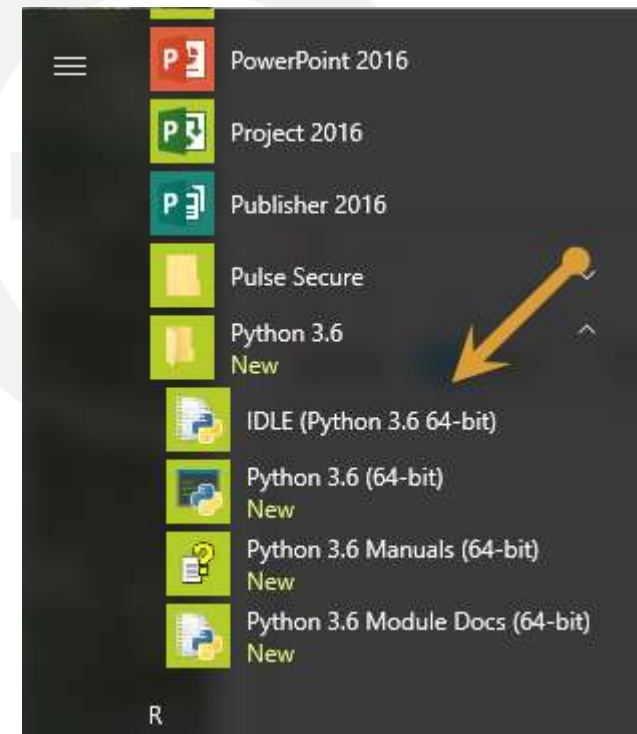 PowerPoint 2016
Project 2016
Publisher 2016
Pulse Secure
Python 3.6
New
IDLE (Python 3.6 64-bit)
Python 3.6 (64-bit)
New
Python 3.6 Manuals (64-bit)
New
Python 3.6 Module Docs (64-bit)
New
R